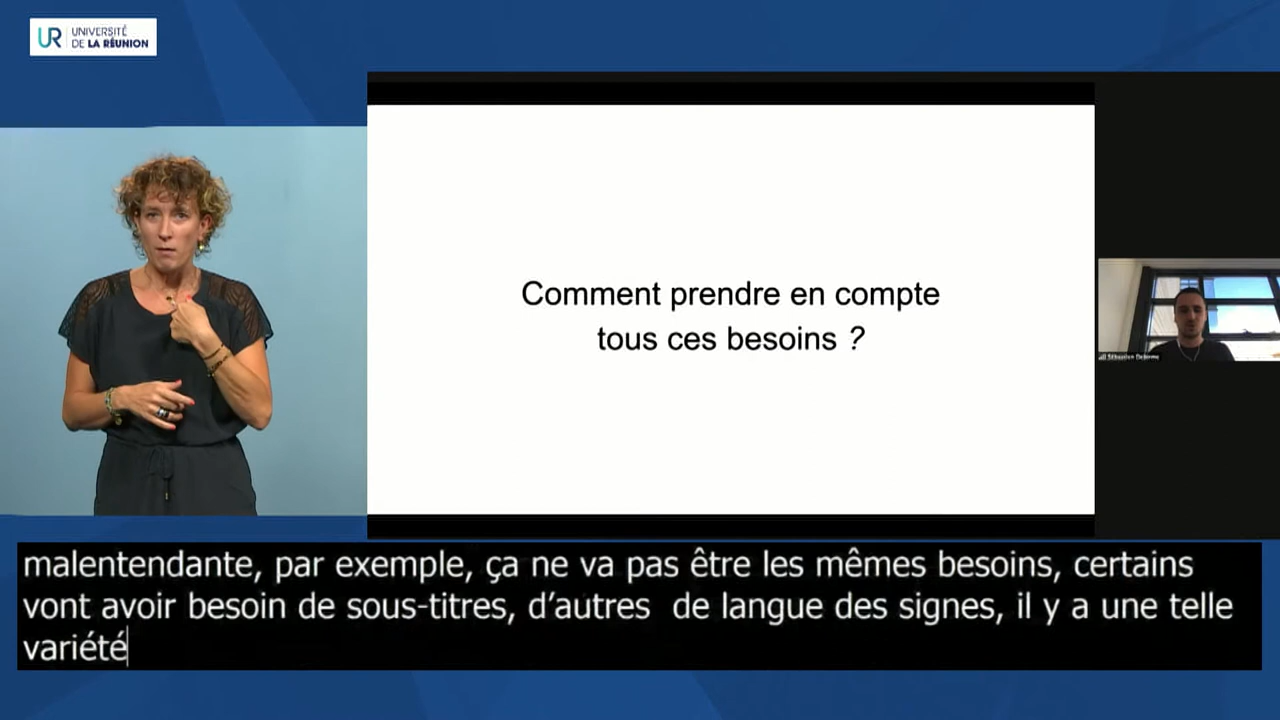 UR
UNIVERSITÉ
DE LA RÉUNION
Comment prendre en compte
tous ces besoins ?
malentendante, par exemple, ça ne va pas être les mêmes besoins, certains
vont avoir besoin de sous-titres, d’autres  de langue des signes, il y a une telle
variété